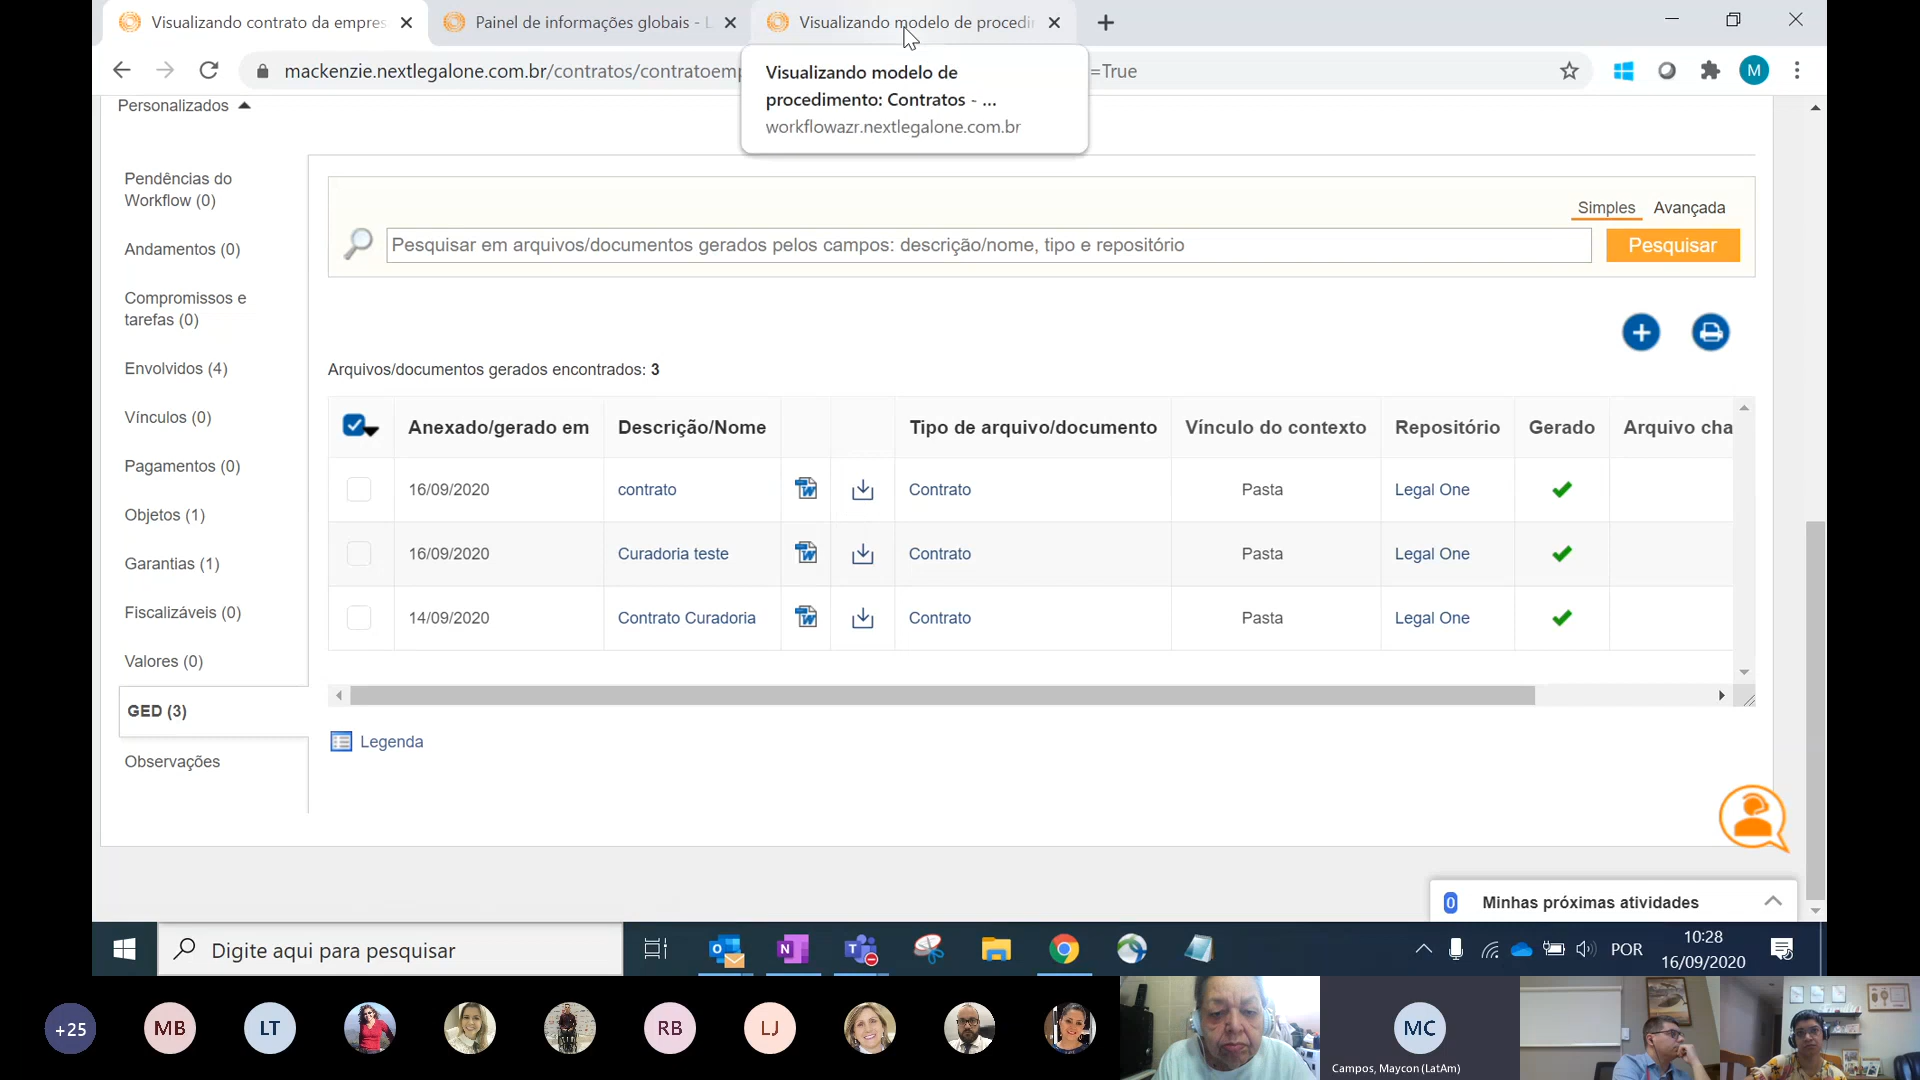 Visualizando contrato da empres
Painel de informações globais - L
Visualizando modelo de procedi
mackenzie.nextlegalone.com.br/contratos/contratoem
=True
M
Visualizando modelo de
procedimento: Contratos - ...
workflowazr.nextlegalone.com.br
Personalizados
Pendências do
Workflow (0)
Andamentos (0)
Compromissos e
tarefas (0)
Envolvidos (4)
Vínculos (0)
Pagamentos (0)
Objetos (1)
Garantias (1)
Fiscalizáveis (0)
Valores (0)
GED (3)
Observações
Simples Avançada
Pesquisar em arquivos/documentos gerados pelos campos: descrição/nome, tipo e repositório
Pesquisar
Arquivos/documentos gerados encontrados: 3
Anexado/gerado em Descrição/Nome Tipo de arquivo/documento Vínculo do contexto Repositório Gerado Arquivo cha
16/09/2020 contrato Contrato Pasta Legal One
16/09/2020 Curadoria teste Contrato Pasta Legal One
14/09/2020 Contrato Curadoria Contrato Pasta Legal One
Legenda
0 Minhas próximas atividades
Digite aqui para pesquisar
POR
10:28
16/09/2020
+25
MB
LT
RB
LJ
MC
Campos, Maycon (LatAm)